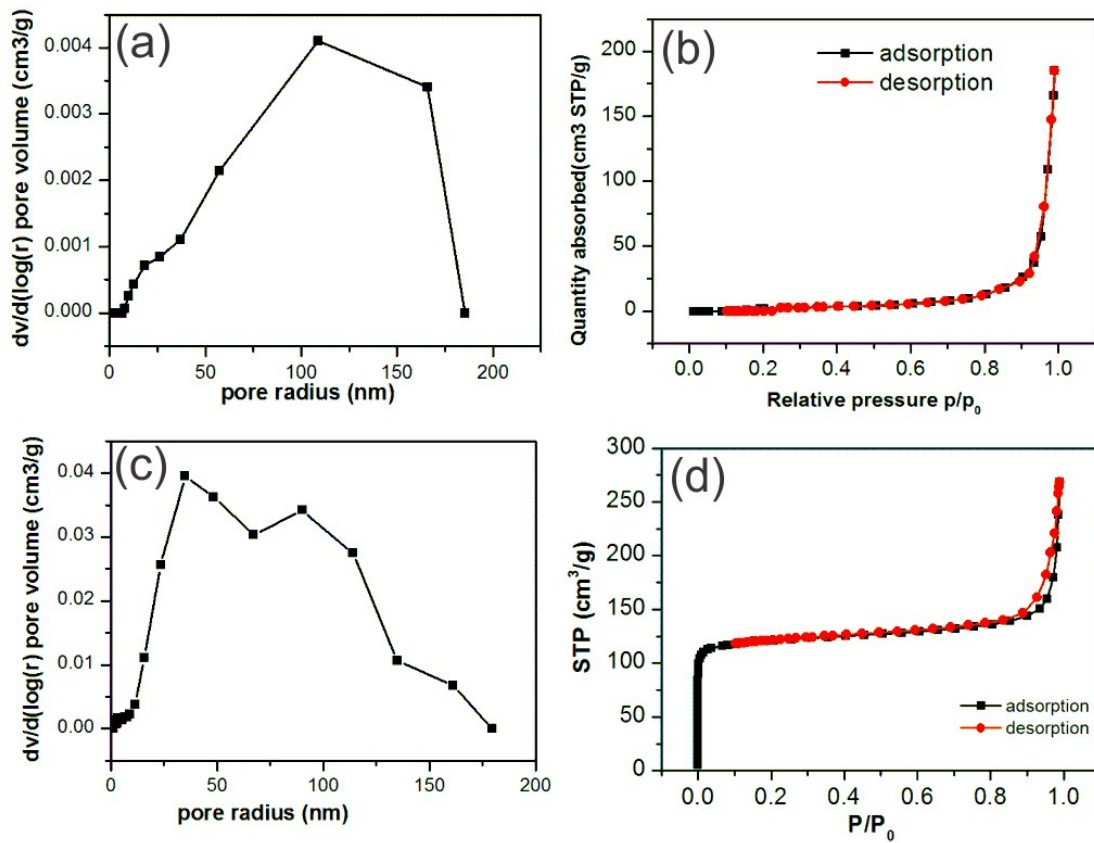 (a)
dv/d(log(r) pore volume (cm3/g)
0.004
0.003
0.002
0.001
0.000
0 50 100 150 200
pore radius (nm)
(b)
Quantity absorbed(cm3 STP/g)
200
150
100
50
0
adsorption
desorption
0.0 0.2 0.4 0.6 0.8 1.0
Relative pressure p/p₀
(c)
dv/d(log(r) pore volume (cm3/g)
0.04
0.03
0.02
0.01
0.00
0 50 100 150 200
pore radius (nm)
(d)
STP (cm³/g)
300
250
200
150
100
50
0
adsorption
desorption
0.0 0.2 0.4 0.6 0.8 1.0
P/P₀